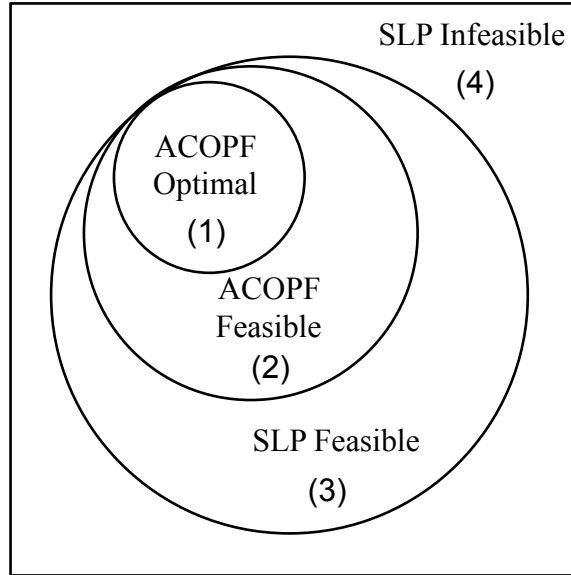 SLP Infeasible
(4)
ACOPF
Optimal
(1)
ACOPF
Feasible
(2)
SLP Feasible
(3)